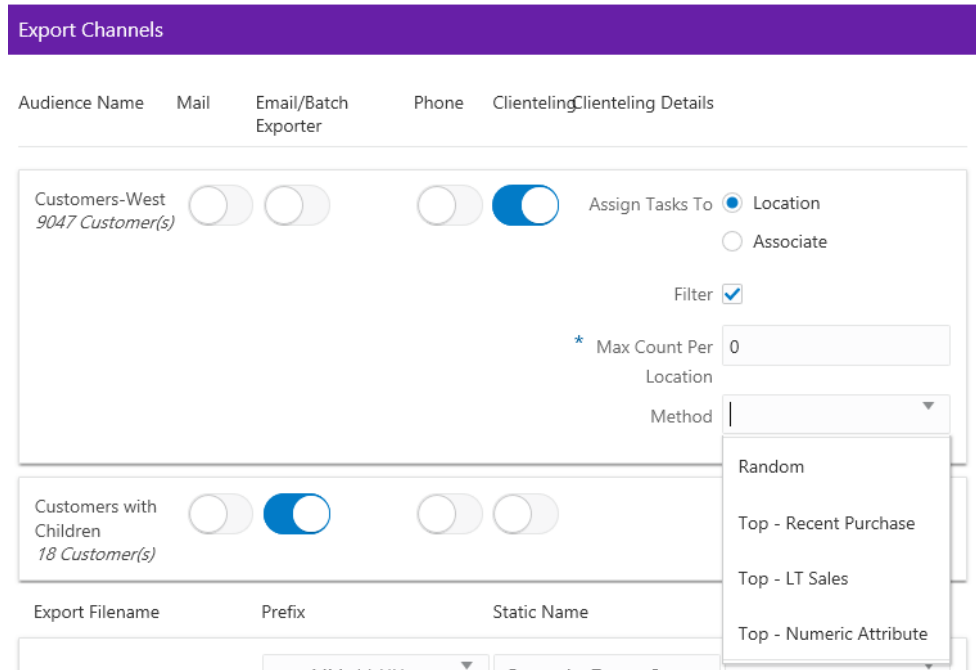 Export Channels
Audience Name Mail Email/Batch Phone Clienteling Clienteling Details
Exporter
Customers-West Assign Tasks To Location
9047 Customer(s)
Associate
Filter
* Max Count Per 0
Location
Method
Random
Customers with
Top - Recent Purchase
Children
18 Customer(s)
Top - LT Sales
Export Filename Prefix Static Name
Top - Numeric Attribute